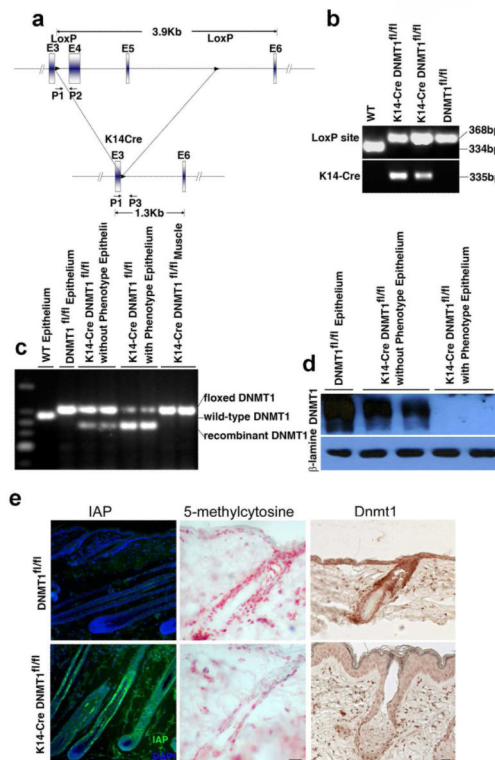 a
LoxP
3.9Kb
LoxP
E3
E4
E5
E6
P1
P2
K14Cre
E3
E6
P1
P3
1.3Kb
b
WT
K14-Cre DNMT1fl/fl
K14-Cre DNMT1fl/fl
DNMT1fl/fl
LoxP site
368bp
334bp
K14-Cre
335bp
c
WT Epithelium
DNMT1fl/fl Epithelium
K14-Cre DNMT1fl/fl
without Phenotype Epithelium
K14-Cre DNMT1fl/fl
with Phenotype Epithelium
K14-Cre DNMT1fl/fl Muscle
floxed DNMT1
wild-type DNMT1
recombinant DNMT1
d
DNMT1fl/fl Epithelium
K14-Cre DNMT1fl/fl
without Phenotype Epithelium
K14-Cre DNMT1fl/fl
with Phenotype Epithelium
DNMT1
β-lamine
e
IAP
5-methylcytosine
Dnmt1
DNMT1fl/fl
K14-Cre DNMT1fl/fl
IAP